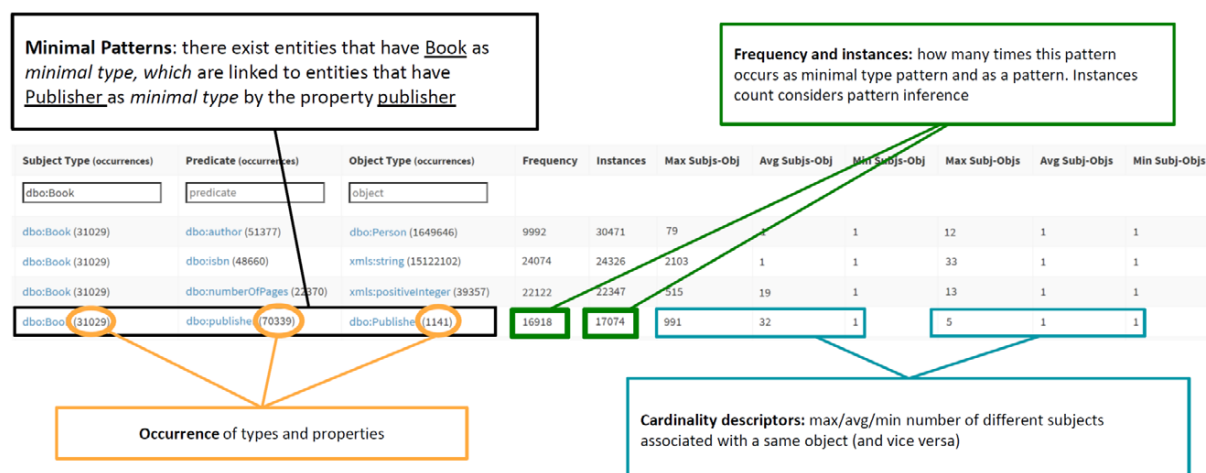 Minimal Patterns: there exist entities that have Book as
minimal type, which are linked to entities that have
Publisher as minimal type by the property publisher
Frequency and instances: how many times this pattern
occurs as minimal type pattern and as a pattern. Instances
count considers pattern inference
Subject Type (occurrences) Predicate (occurrences) Object Type (occurrences) Frequency Instances Max Subjs-Obj Avg Subjs-Obj Min Subjs-Obj Max Subj-Objs Avg Subj-Objs Min Subj-Objs
dbo:Book predicate object
dbo:Book (31029) dbo:author (51377) dbo:Person (1649646) 9992 30471 79 1 1 12 1 1
dbo:Book (31029) dbo:isbn (48660) xmls:string (15122102) 24074 24326 2103 1 1 33 1 1
dbo:Book (31029) dbo:numberOfPages (22370) xmls:positiveInteger (39357) 22122 22347 515 19 1 13 1 1
dbo:Book (31029) dbo:publisher (70339) dbo:Publisher (1141) 16918 17074 991 32 1 5 1 1
Occurrence of types and properties
Cardinality descriptors: max/avg/min number of different subjects
associated with a same object (and vice versa)